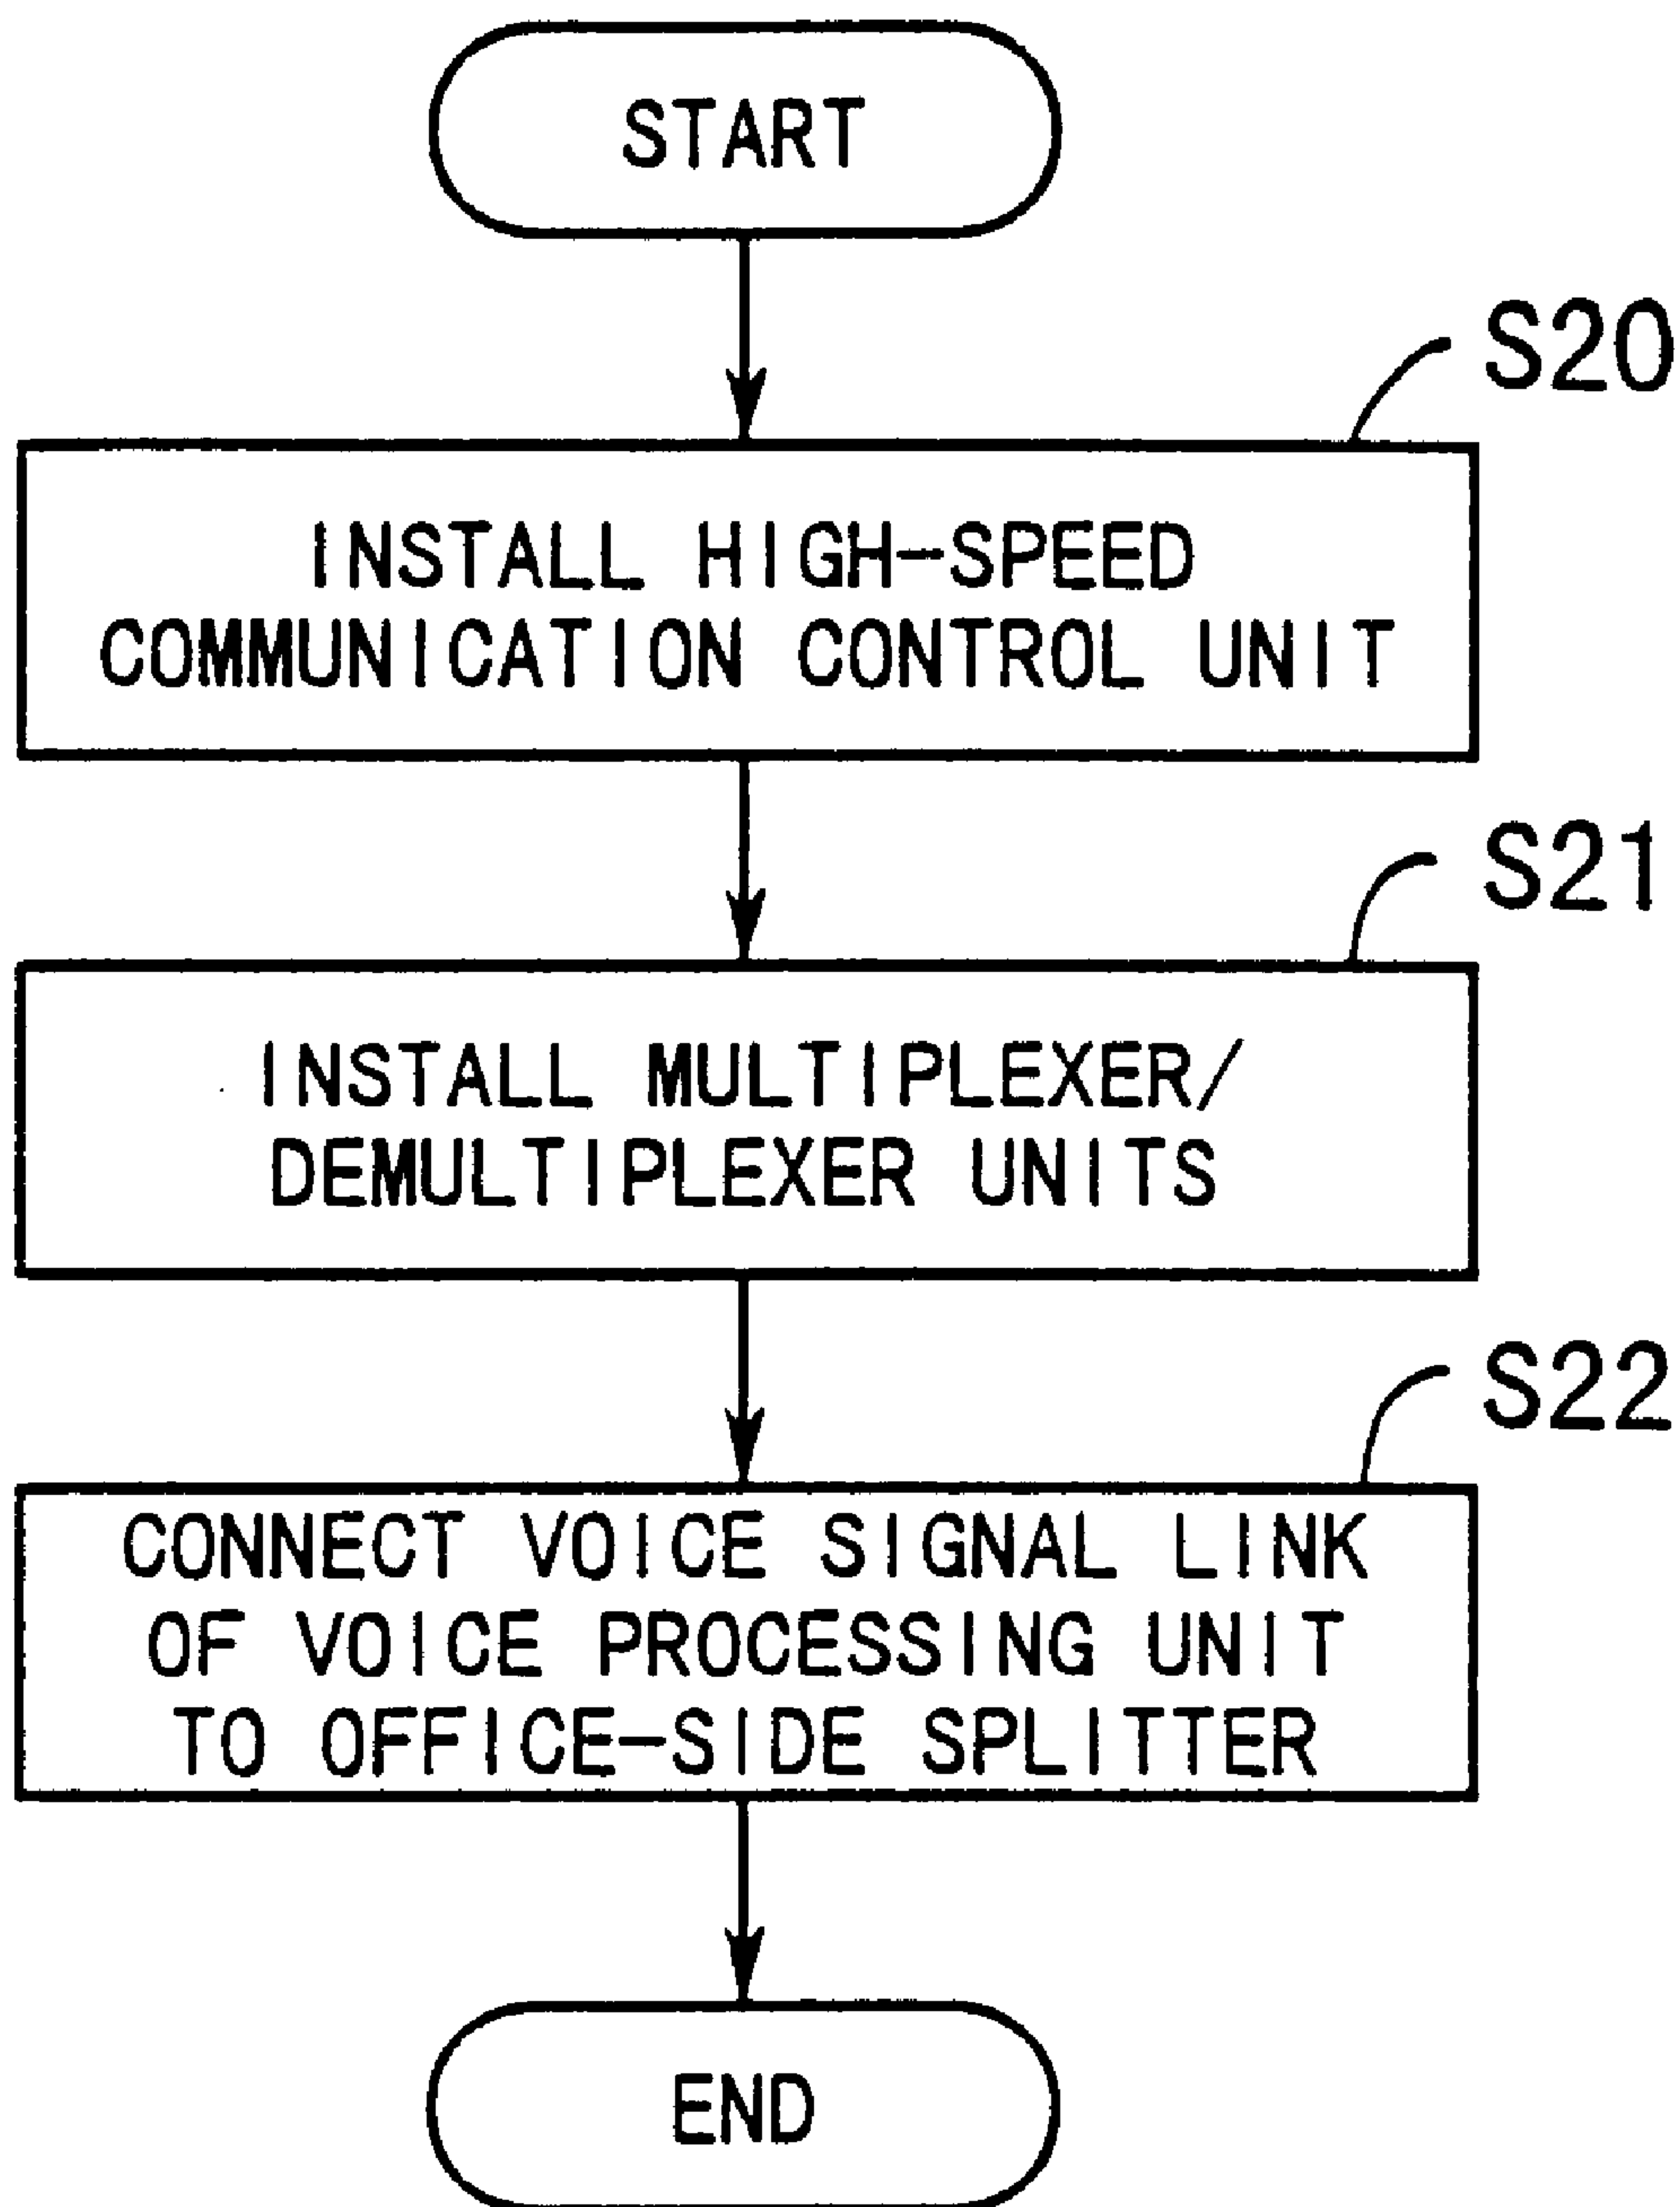 START
S20
INSTALL HIGH-SPEED
COMMUNICATION CONTROL UNIT
S21
INSTALL MULTIPLEXER/
DEMULTIPLEXER UNITS
S22
CONNECT VOICE SIGNAL LINK
OF VOICE PROCESSING UNIT
TO OFFICE-SIDE SPLITTER
END